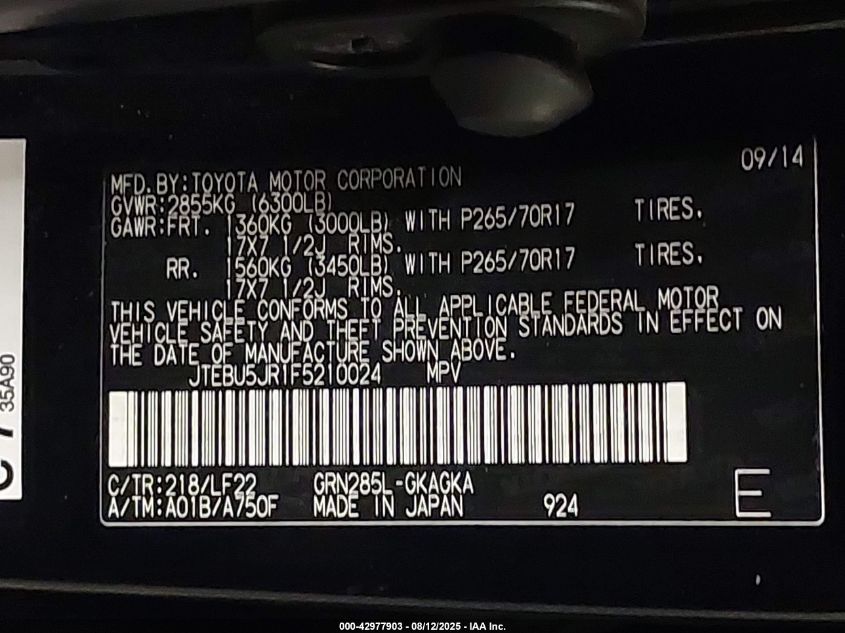 09/14
MFD.BY:TOYOTA MOTOR CORPORATION
GVWR:2855KG (6300LB)
GAWR:FRT. 1360KG (3000LB) WITH P265/70R17 TIRES.
17X7 1/2J RIMS.
RR. 1560KG (3450LB) WITH P265/70R17 TIRES.
17X7 1/2J RIMS.
THIS VEHICLE CONFORMS TO ALL APPLICABLE FEDERAL MOTOR
VEHICLE SAFETY AND THEFT PREVENTION STANDARDS IN EFFECT ON
THE DATE OF MANUFACTURE SHOWN ABOVE.
JTEBU5JR1F5210024 MPV
C/TR:218/LF22 GRN285L-GKAGKA
A/TM:A01B/A750F MADE IN JAPAN 924
E
35A90
000-42977903 - 08/12/2025 - IAA Inc.